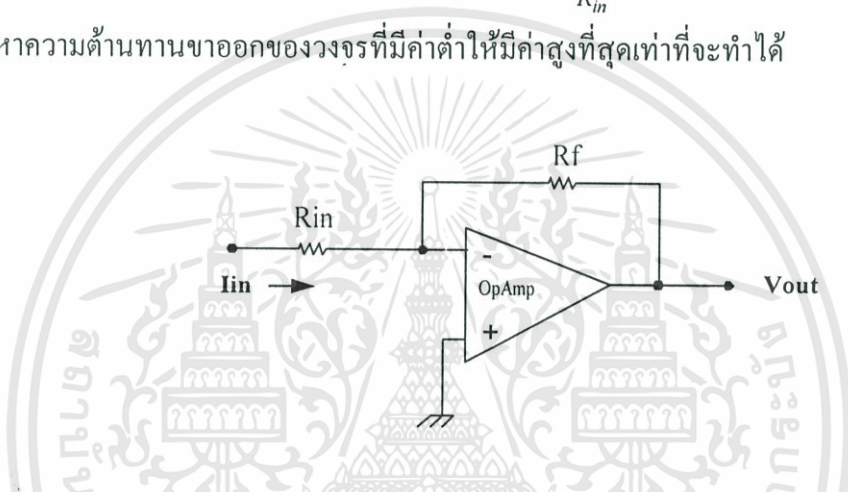 R_in
หาความต้านทานขาออกของวงจรที่มีค่าต่ำให้มีค่าสูงที่สุดเท่าที่จะทำได้
Rf
Rin
Iin
-
OpAmp
+
Vout